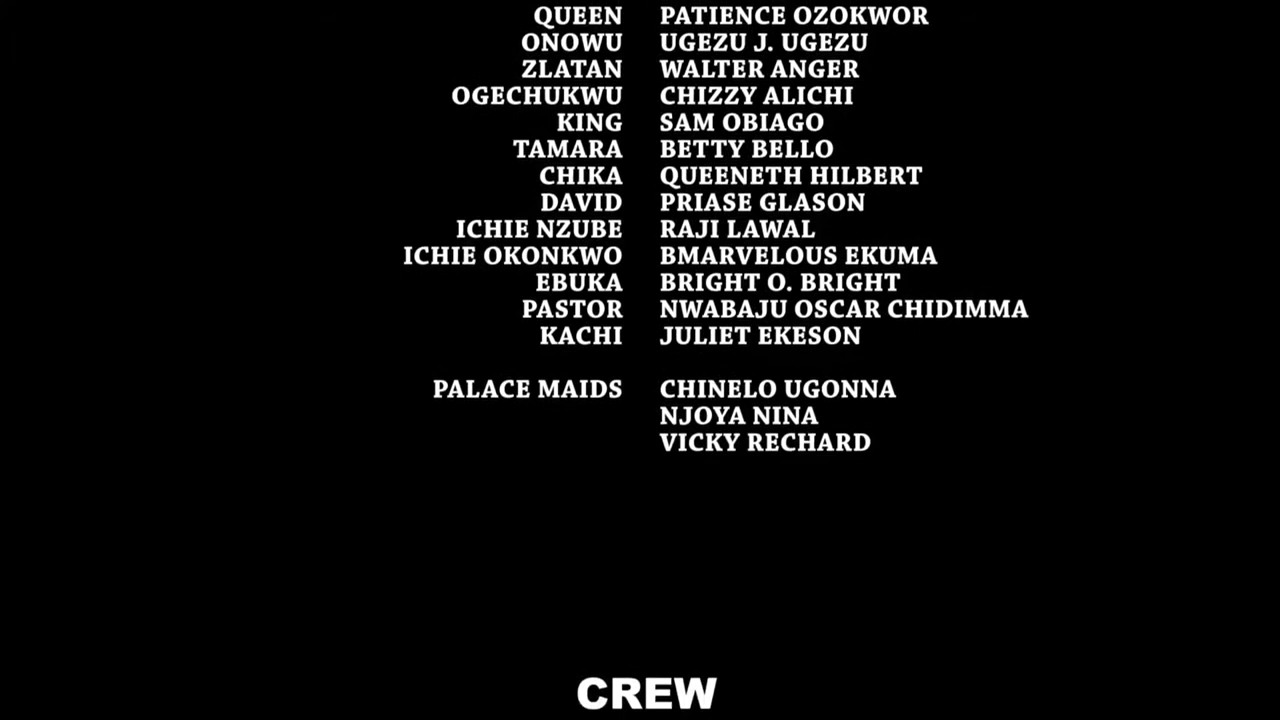 QUEEN PATIENCE OZOKWOR
ONOWU UGEZU J. UGEZU
ZLATAN WALTER ANGER
OGECHUKWU CHIZZY ALICHI
KING SAM OBIAGO
TAMARA BETTY BELLO
CHIKA QUEENETH HILBERT
DAVID PRIASE GLASON
ICHIE NZUBE RAJI LAWAL
ICHIE OKONKWO BMARVELOUS EKUMA
EBUKA BRIGHT O. BRIGHT
PASTOR NWABAJU OSCAR CHIDIMMA
KACHI JULIET EKESON
PALACE MAIDS CHINELO UGONNA
NJOYA NINA
VICKY RECHARD
CREW